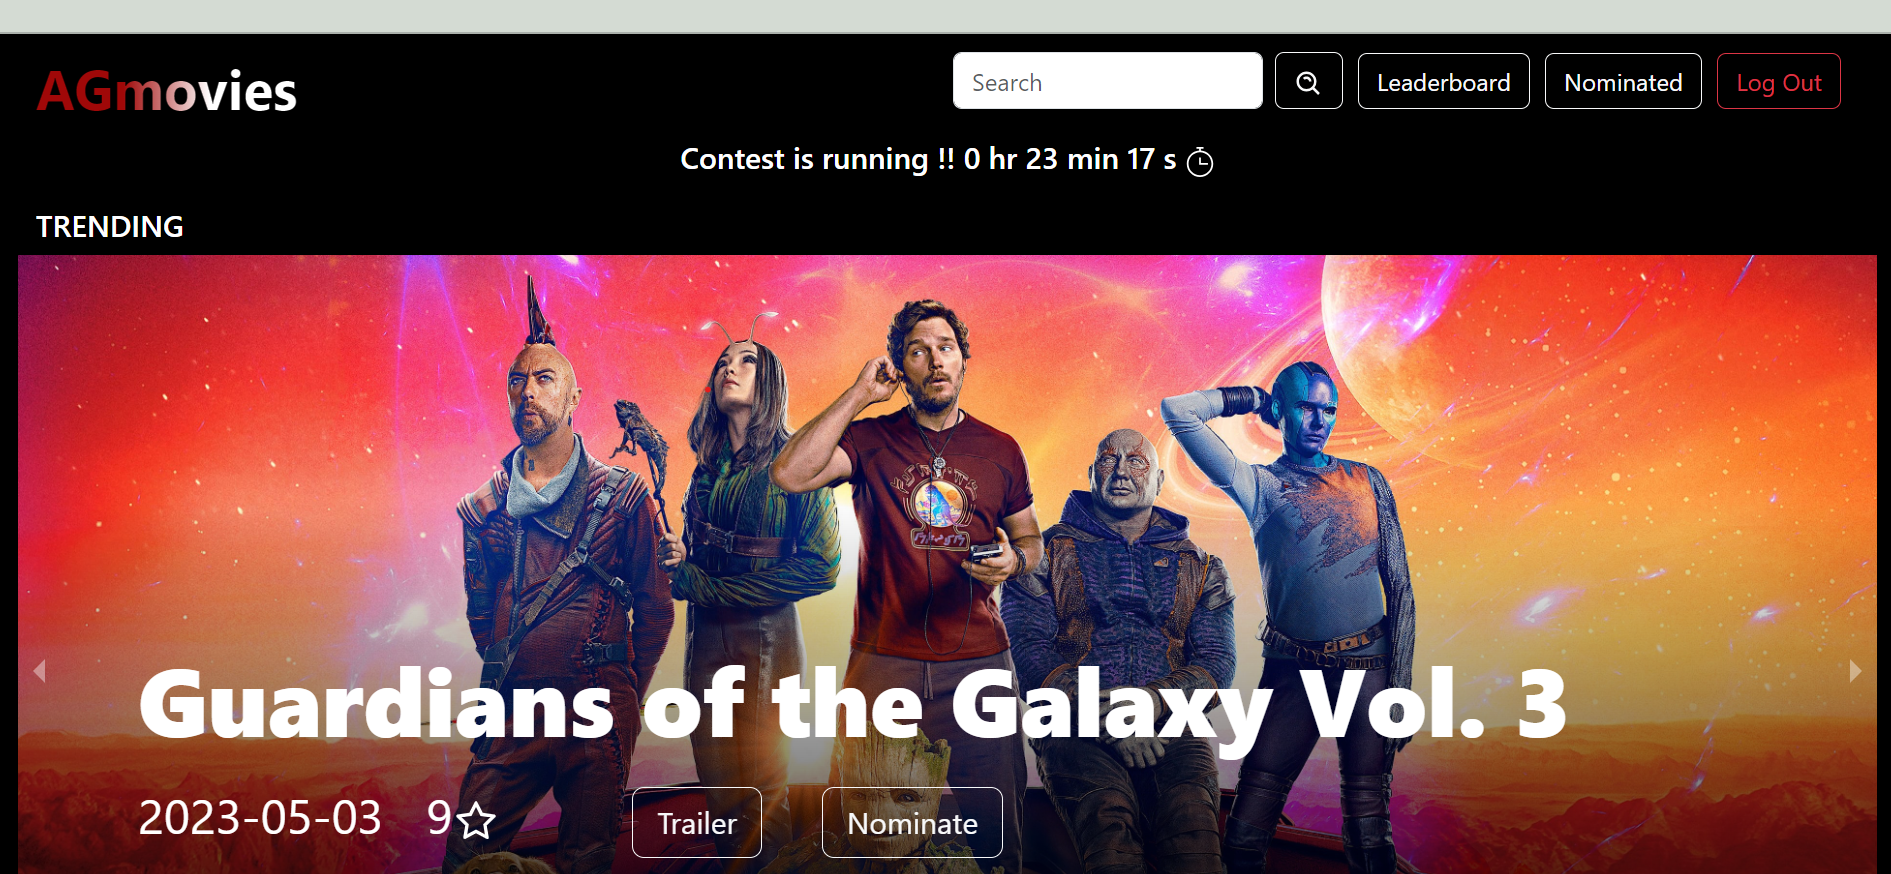 AGmovies
Search
Leaderboard
Nominated
Log Out
Contest is running !! 0 hr 23 min 17 s
TRENDING
Guardians of the Galaxy Vol. 3
2023-05-03 9
Trailer
Nominate